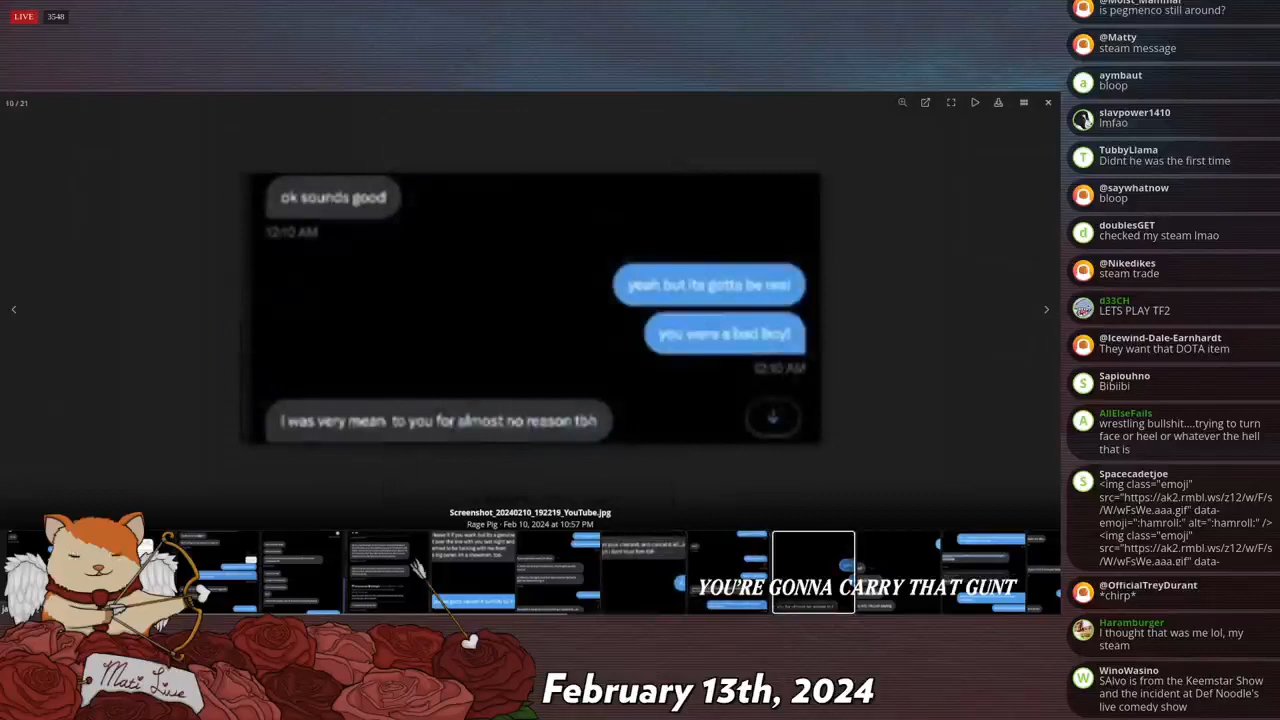 LIVE 3548
10 / 21
ok sounds good
12:10 AM
yeah but its gotta be real
you were a bad boy!
12:10 AM
I was very mean to you for almost no reason tbh
Screenshot_20240210_192219_YouTube.jpg
Rage Pig · Feb 10, 2024 at 10:57 PM
YOU'RE GONNA CARRY THAT GUNT
Mati Live
February 13th, 2024
@Moist_Mammal
is pegmenco still around?
@Matty
steam message
aymbaut
bloop
slavpower1410
lmfao
TubbyLlama
Didnt he was the first time
@saywhatnow
bloop
doublesGET
checked my steam lmao
@Nikedikes
steam trade
d33CH
LETS PLAY TF2
@Icewind-Dale-Earnhardt
They want that DOTA item
Sapiouhno
Bibiibi
AllElseFails
wrestling bullshit....trying to turn
face or heel or whatever the hell
that is
Spacecadetjoe
<img class="emoji"
src="https://ak2.rmbl.ws/z12/w/F/s
/W/wFsWe.aaa.gif" data-
emoji=":hamroll:" alt=":hamroll:" />
<img class="emoji"
src="https://ak2.rmbl.ws/z12/w/F/s
/W/wFsWe.aaa.gif" data-
@OfficialTreyDurant
*chirp*
Haramburger
I thought that was me lol, my
steam
WinoWasino
SAlvo is from the Keemstar Show
and the incident at Def Noodle's
live comedy show